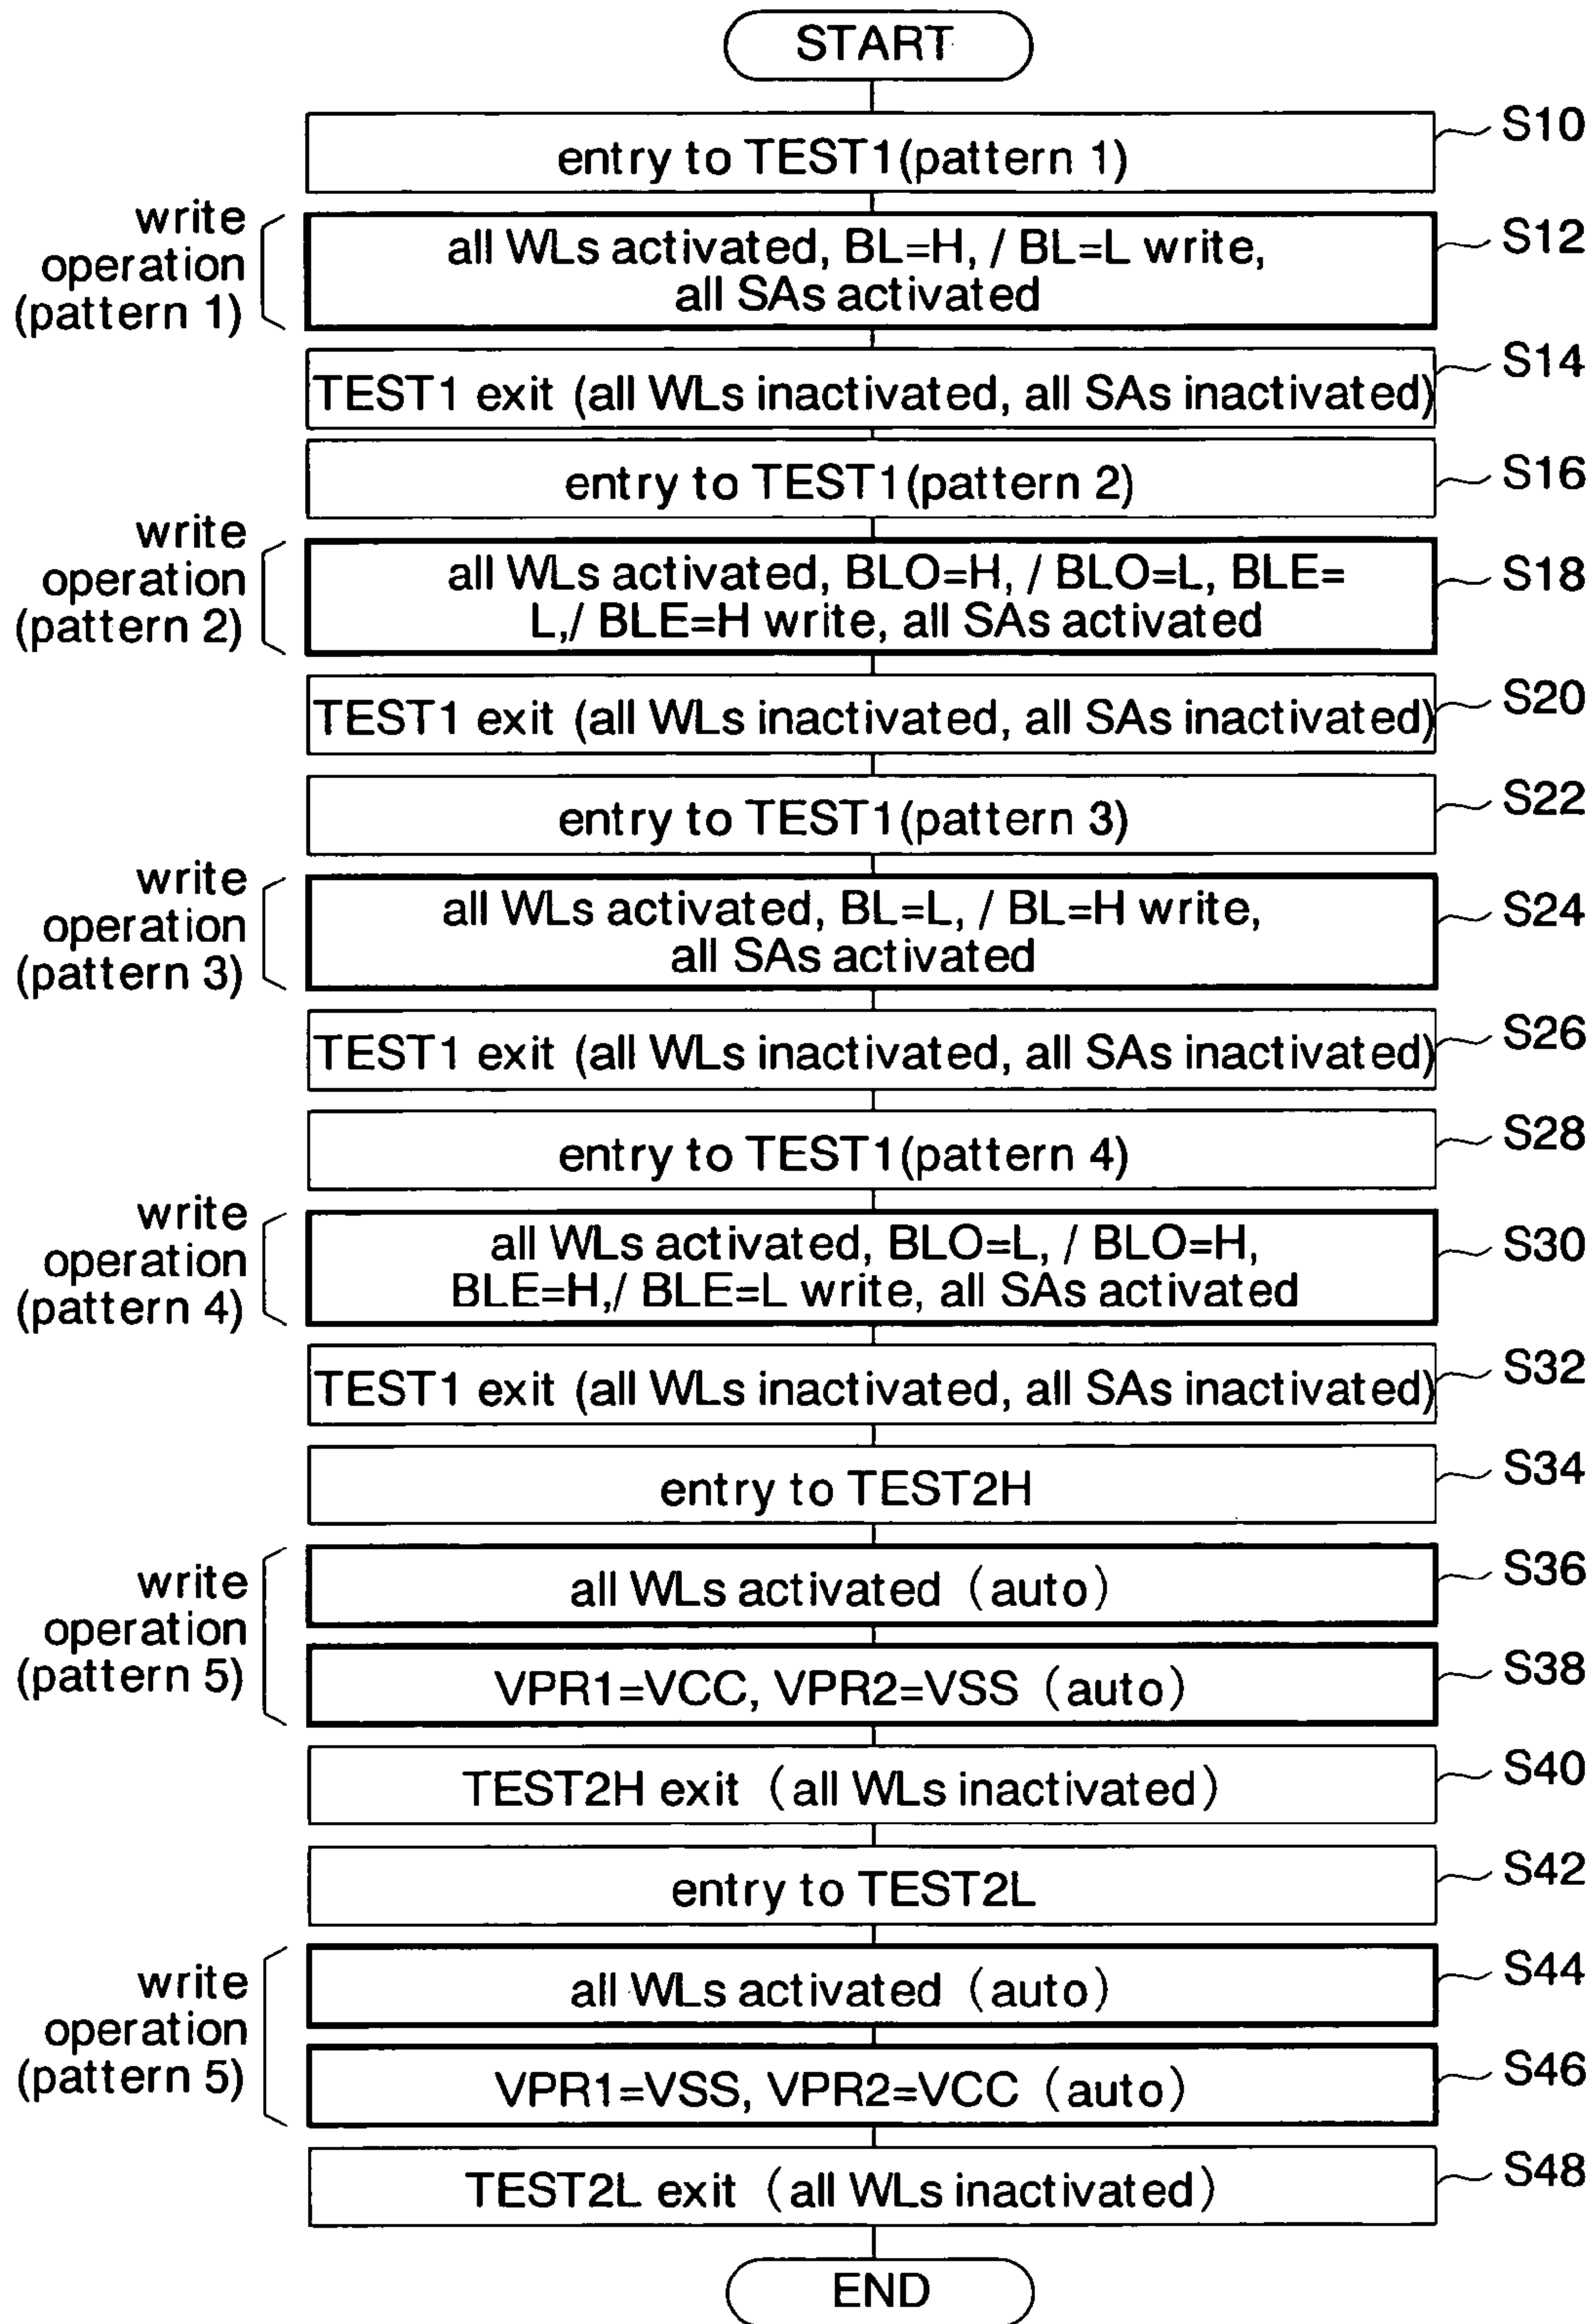 START
entry to TEST1(pattern 1)
S10
write
operation
(pattern 1)
all WLs activated, BL=H, / BL=L write,
all SAs activated
S12
TEST1 exit (all WLs inactivated, all SAs inactivated)
S14
entry to TEST1(pattern 2)
S16
write
operation
(pattern 2)
all WLs activated, BLO=H, / BLO=L, BLE=
L,/ BLE=H write, all SAs activated
S18
TEST1 exit (all WLs inactivated, all SAs inactivated)
S20
entry to TEST1(pattern 3)
S22
write
operation
(pattern 3)
all WLs activated, BL=L, / BL=H write,
all SAs activated
S24
TEST1 exit (all WLs inactivated, all SAs inactivated)
S26
entry to TEST1(pattern 4)
S28
write
operation
(pattern 4)
all WLs activated, BLO=L, / BLO=H,
BLE=H,/ BLE=L write, all SAs activated
S30
TEST1 exit (all WLs inactivated, all SAs inactivated)
S32
entry to TEST2H
S34
write
operation
(pattern 5)
all WLs activated (auto)
S36
VPR1=VCC, VPR2=VSS (auto)
S38
TEST2H exit (all WLs inactivated)
S40
entry to TEST2L
S42
write
operation
(pattern 5)
all WLs activated (auto)
S44
VPR1=VSS, VPR2=VCC (auto)
S46
TEST2L exit (all WLs inactivated)
S48
END